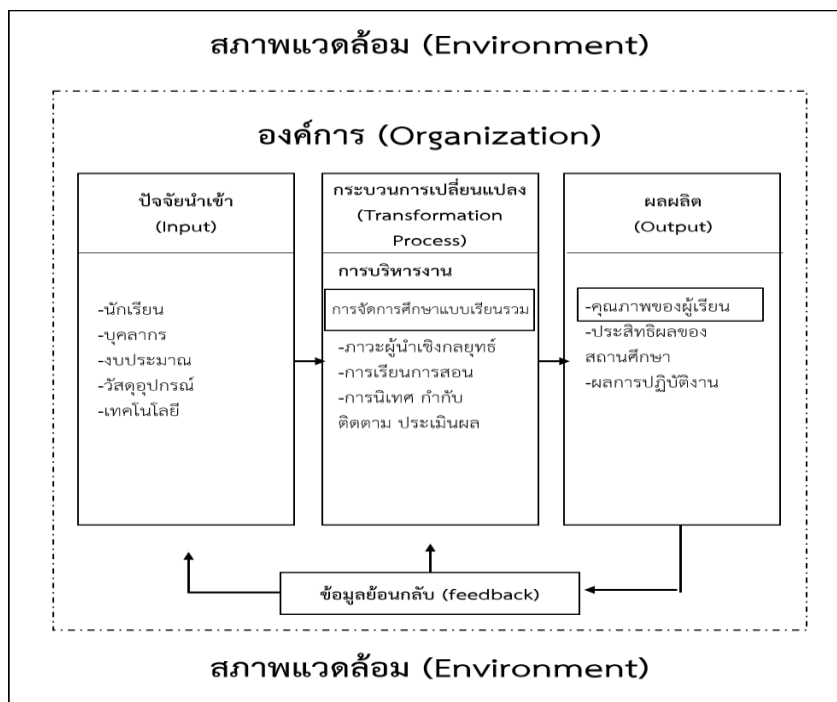 สภาพแวดล้อม (Environment)
องค์การ (Organization)
ปัจจัยนำเข้า
(Input)
-นักเรียน
-บุคลากร
-งบประมาณ
-วัสดุอุปกรณ์
-เทคโนโลยี
กระบวนการเปลี่ยนแปลง
(Transformation
Process)
การบริหารงาน
การจัดการศึกษาแบบเรียนรวม
-ภาวะผู้นำเชิงกลยุทธ์
-การเรียนการสอน
-การนิเทศ กำกับ
ติดตาม ประเมินผล
ผลผลิต
(Output)
-คุณภาพของผู้เรียน
-ประสิทธิผลของ
สถานศึกษา
-ผลการปฏิบัติงาน
ข้อมูลย้อนกลับ (feedback)
สภาพแวดล้อม (Environment)